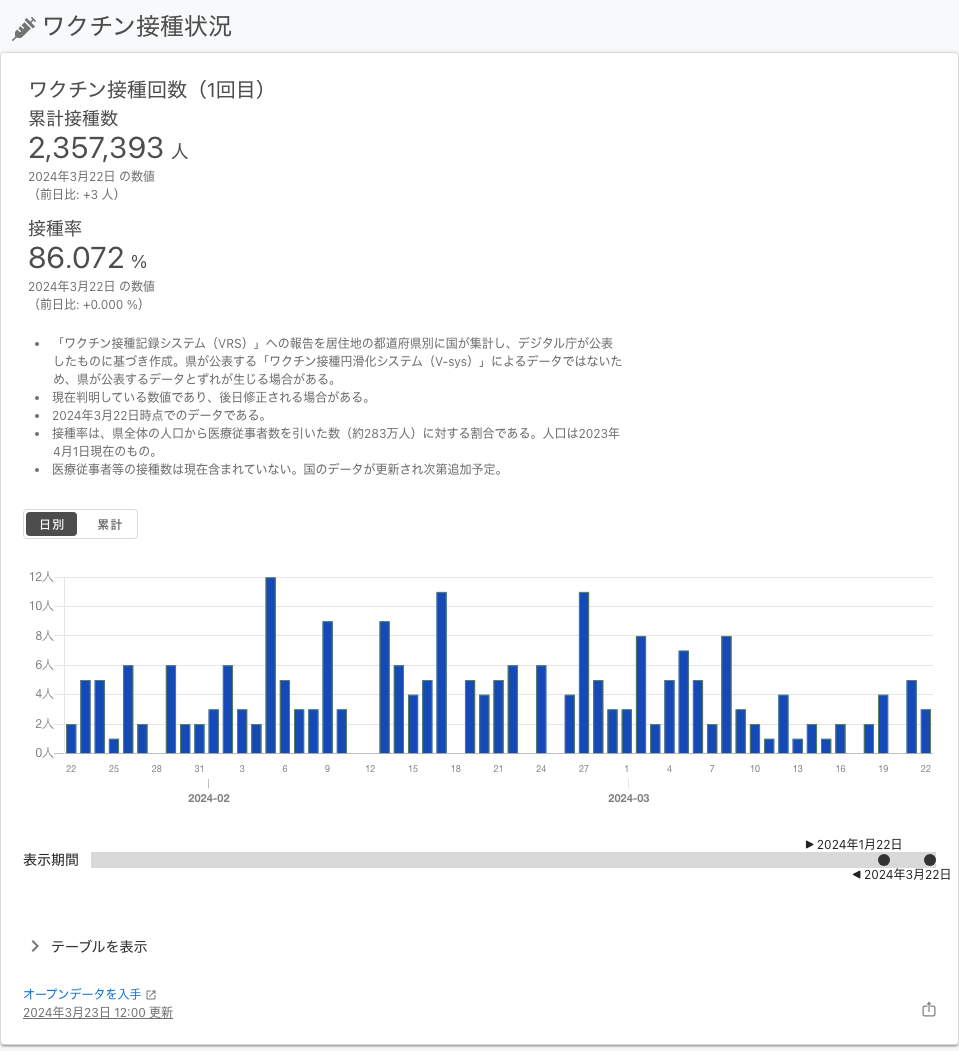 ワクチン接種状況
ワクチン接種回数（1回目）
累計接種数
2,357,393 人
2024年3月22日 の数値
（前日比: +3 人）
接種率
86.072 %
2024年3月22日 の数値
（前日比: +0.000 %）
• 「ワクチン接種記録システム（VRS）」への報告を居住地の都道府県別に国が集計し、デジタル庁が公表
したものに基づき作成。県が公表する「ワクチン接種円滑化システム（V-sys）」によるデータではないた
め、県が公表するデータとずれが生じる場合がある。
• 現在判明している数値であり、後日修正される場合がある。
• 2024年3月22日時点でのデータである。
• 接種率は、県全体の人口から医療従事者数を引いた数（約283万人）に対する割合である。人口は2023年
4月1日現在のもの。
• 医療従事者等の接種数は現在含まれていない。国のデータが更新され次第追加予定。
日別 累計
12人
10人
8人
6人
4人
2人
0人
22 25 28 31 3 6 9 12 15 18 21 24 27 1 4 7 10 13 16 19 22
2024-02 2024-03
▶ 2024年1月22日
表示期間
◀ 2024年3月22日
テーブルを表示
オープンデータを入手
2024年3月23日 12:00 更新